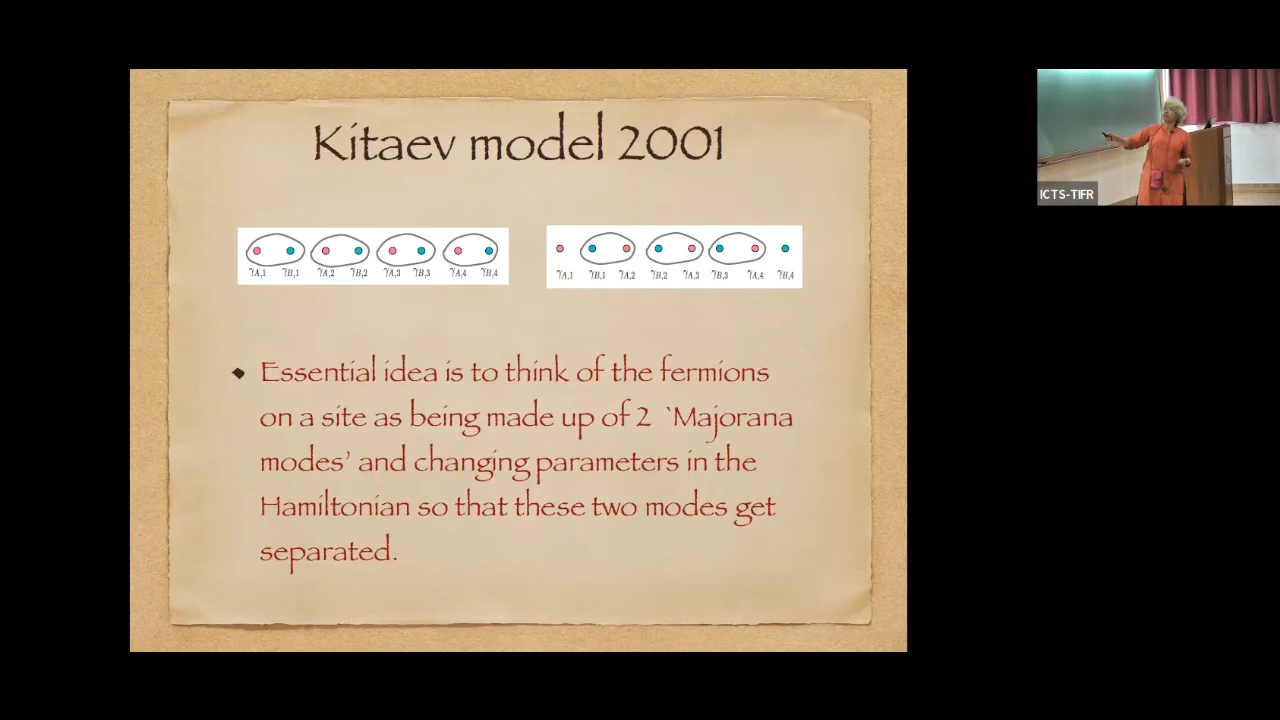 Kitaev model 2001
γA,1 γB,1 γA,2 γB,2 γA,3 γB,3 γA,4 γB,4
γA,1 γB,1 γA,2 γB,2 γA,3 γB,3 γA,4 γB,4
Essential idea is to think of the fermions
on a site as being made up of 2 `Majorana
modes’ and changing parameters in the
Hamiltonian so that these two modes get
separated.
ICTS-TIFR